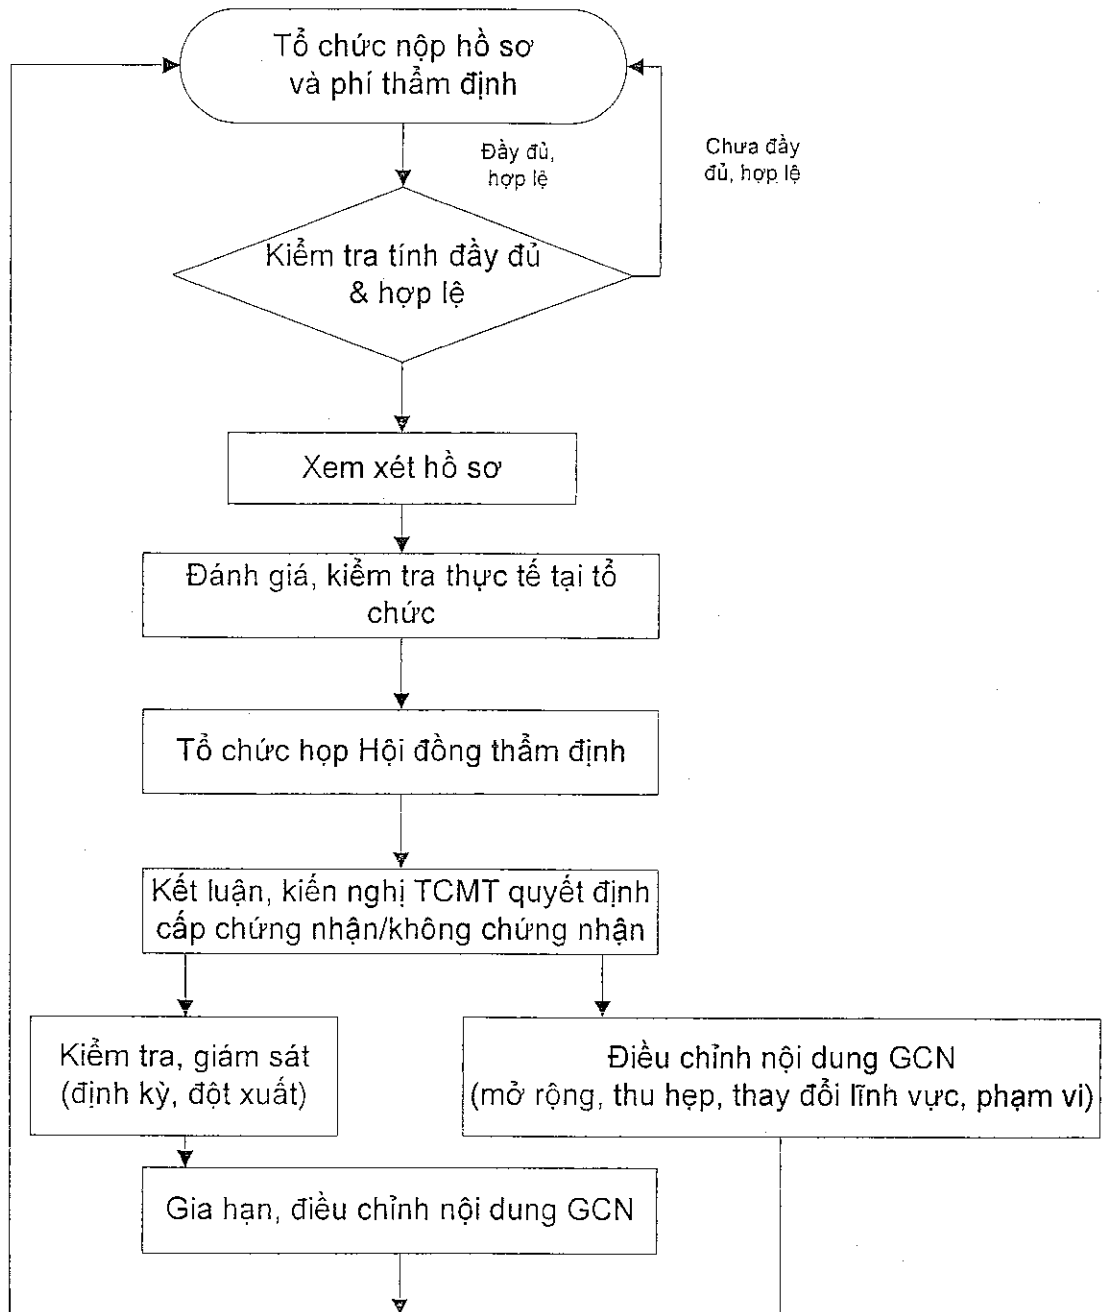 Tổ chức nộp hồ sơ
và phí thẩm định
Đầy đủ,
hợp lệ
Chưa đầy
đủ, hợp lệ
Kiểm tra tính đầy đủ
& hợp lệ
Xem xét hồ sơ
Đánh giá, kiểm tra thực tế tại tổ
chức
Tổ chức họp Hội đồng thẩm định
Kết luận, kiến nghị TCMT quyết định
cấp chứng nhận/không chứng nhận
Kiểm tra, giám sát
(định kỳ, đột xuất)
Điều chỉnh nội dung GCN
(mở rộng, thu hẹp, thay đổi lĩnh vực, phạm vi)
Gia hạn, điều chỉnh nội dung GCN